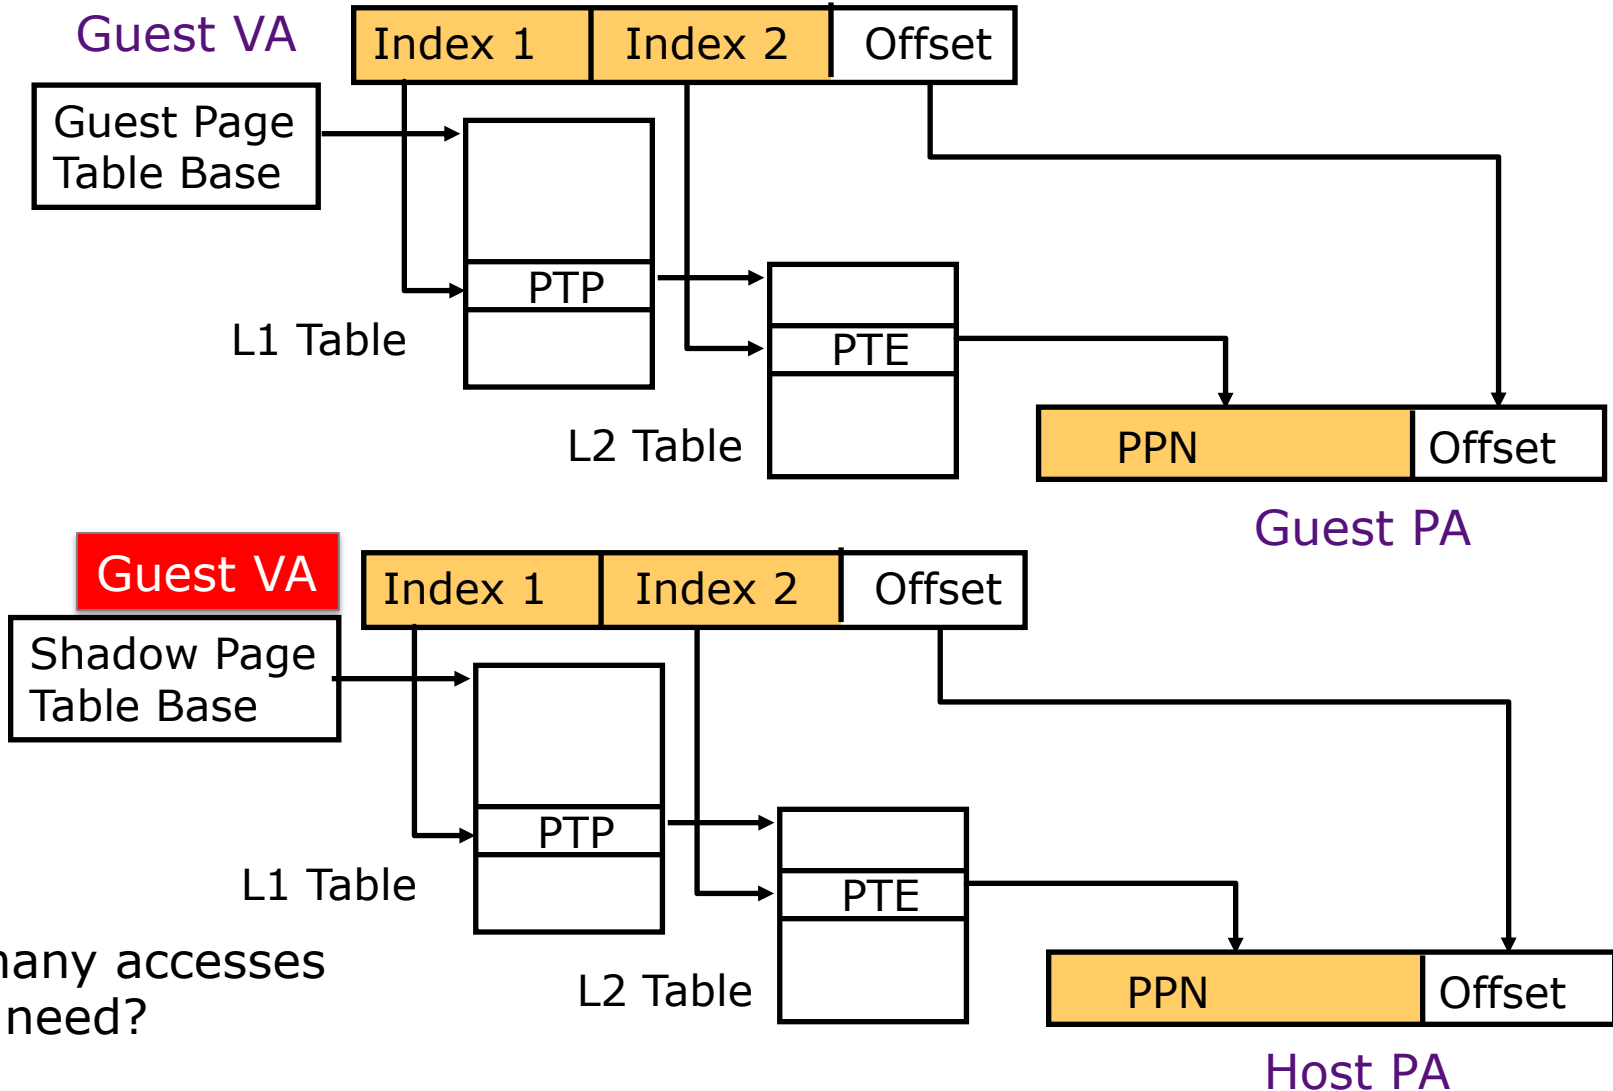 Guest VA
Index 1
Index 2
Offset
Guest Page
Table Base
PTP
L1 Table
PTE
L2 Table
PPN
Offset
Guest PA
Guest VA
Index 1
Index 2
Offset
Shadow Page
Table Base
PTP
L1 Table
PTE
many accesses
need?
L2 Table
PPN
Offset
Host PA